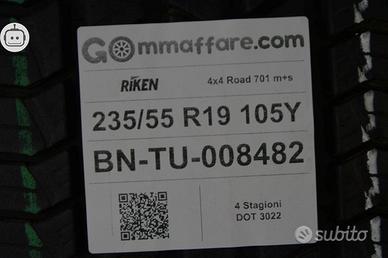 GOmmaffare.com
RIKEN 4x4 Road 701 m+s
235/55 R19 105Y
BN-TU-008482
4 Stagioni
DOT 3022
subito